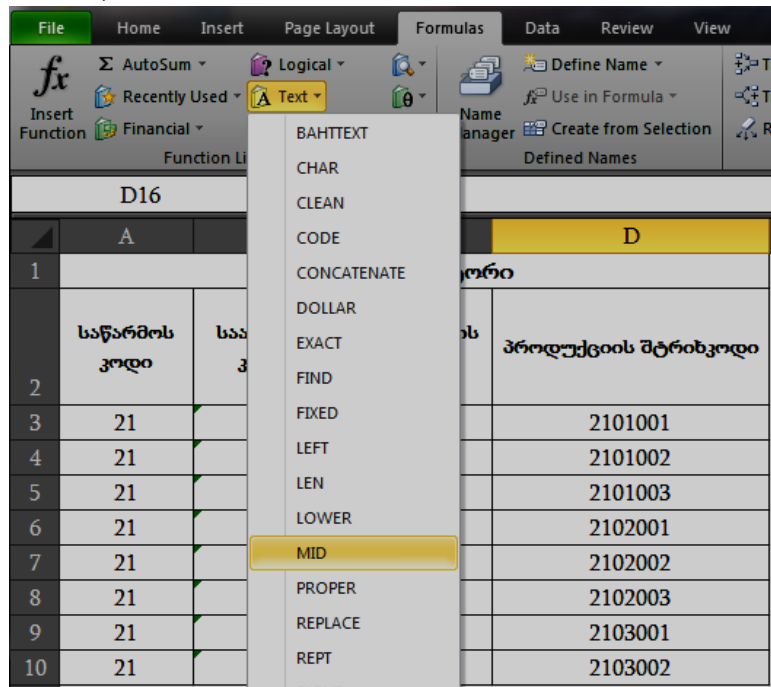 File Home Insert Page Layout Formulas Data Review View
Σ AutoSum Logical
fx Recently Used Text
Insert Function Financial
Name
Define Name
Use in Formula
Create from Selection
Defined Names
BAHTTEXT
CHAR
CLEAN
CODE
CONCATENATE
DOLLAR
EXACT
FIND
FIXED
LEFT
LEN
LOWER
MID
PROPER
REPLACE
REPT
D16
A D
1
2 საწარმოს კოდი პროდუქციის შტრიხკოდი
3 21 2101001
4 21 2101002
5 21 2101003
6 21 2102001
7 21 2102002
8 21 2102003
9 21 2103001
10 21 2103002